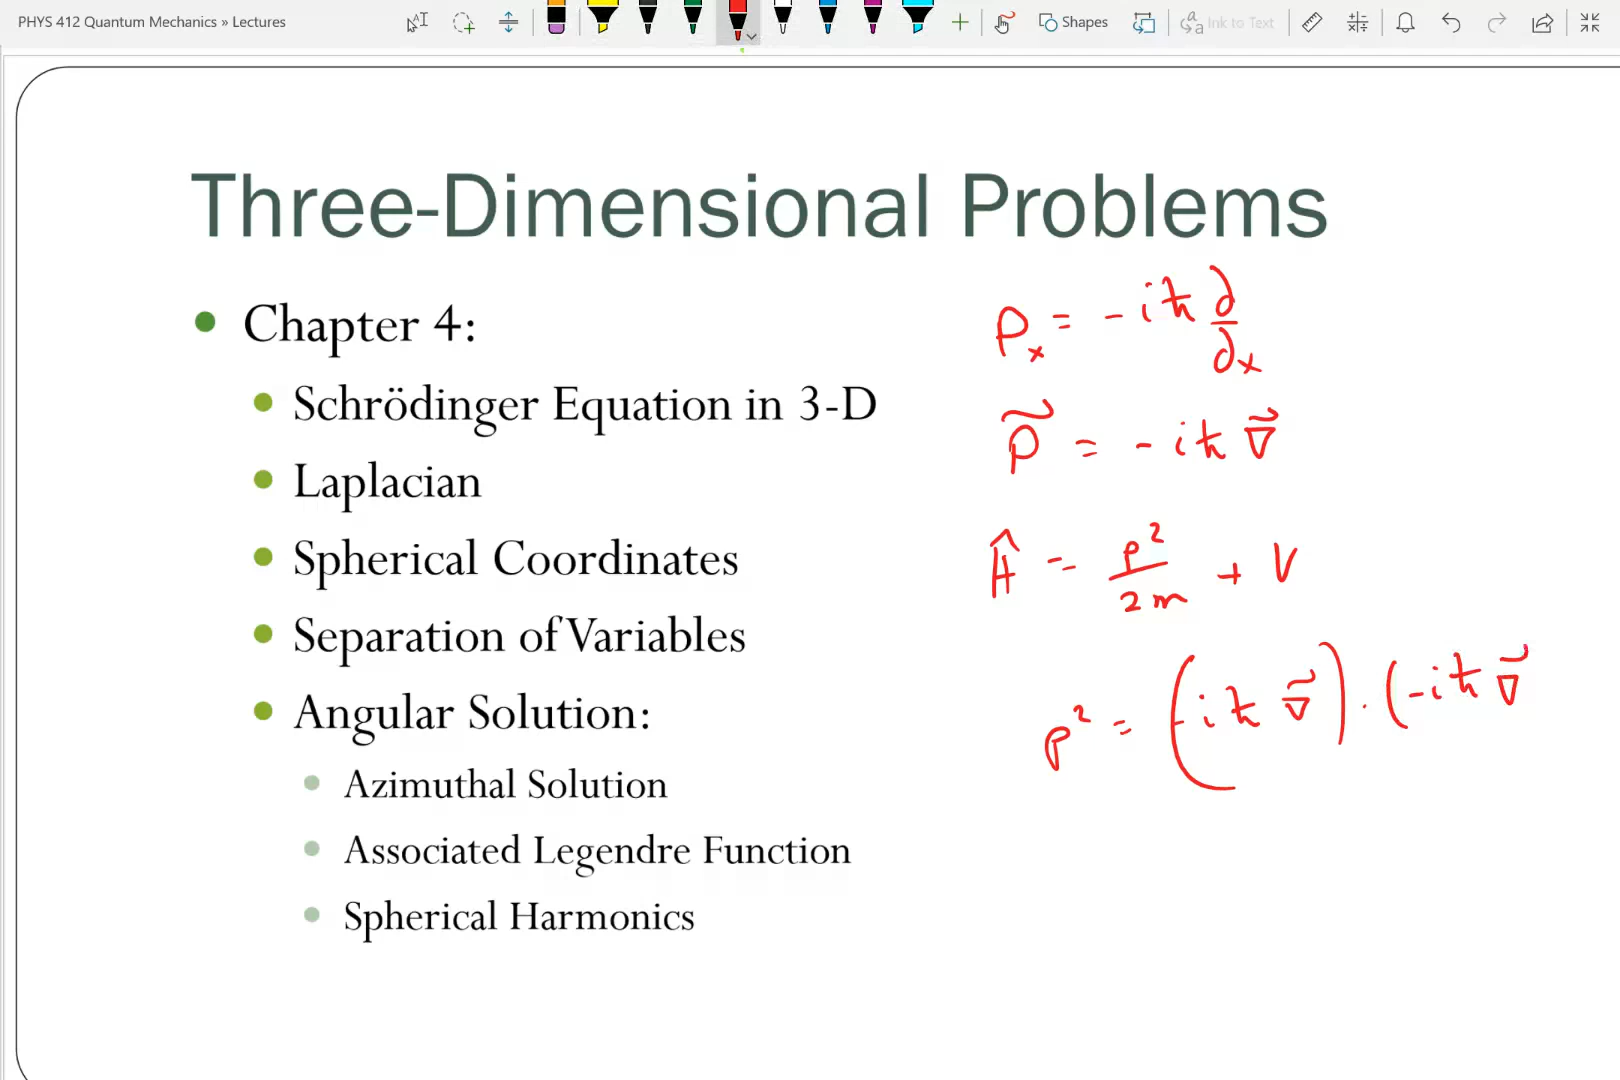 PHYS 412 Quantum Mechanics » Lectures
Shapes
Ink to Text
Three-Dimensional Problems
Chapter 4:
Schrödinger Equation in 3-D
Laplacian
Spherical Coordinates
Separation of Variables
Angular Solution:
Azimuthal Solution
Associated Legendre Function
Spherical Harmonics
Pₓ = -iħ ∂/∂x
P⃗ = -iħ ∇⃗
Ĥ = p²/2m + V
p² = (-iħ ∇⃗) · (-iħ ∇⃗